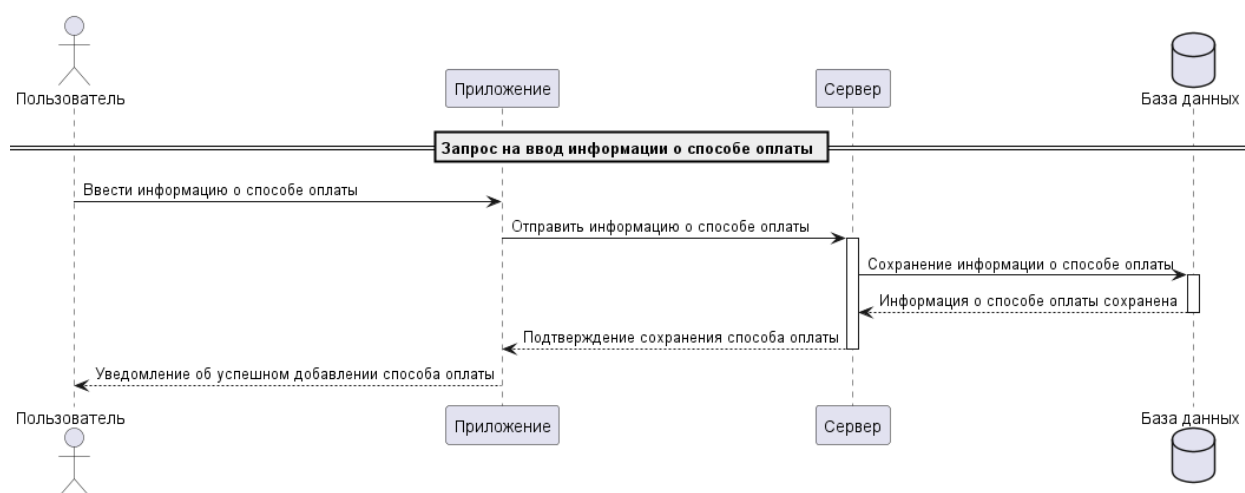 Пользователь
Приложение
Сервер
База данных
Запрос на ввод информации о способе оплаты
Ввести информацию о способе оплаты
Отправить информацию о способе оплаты
Сохранение информации о способе оплаты
Информация о способе оплаты сохранена
Подтверждение сохранения способа оплаты
Уведомление об успешном добавлении способа оплаты
Пользователь
Приложение
Сервер
База данных